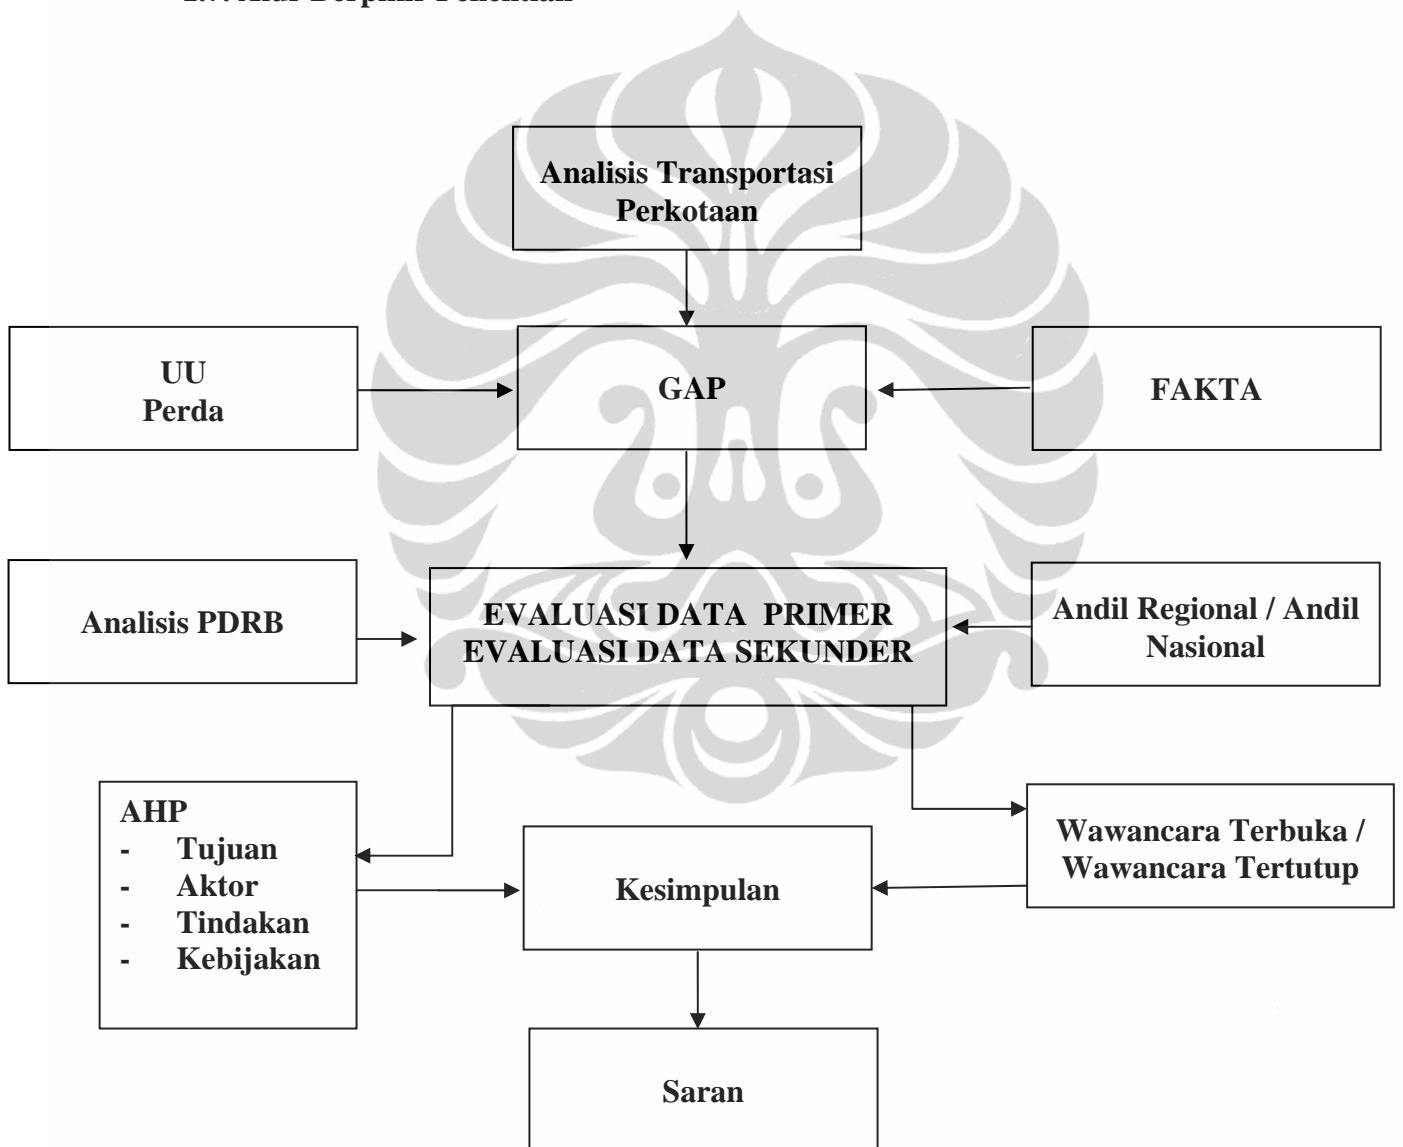 Analisis Transportasi
Perkotaan
UU
Perda
GAP
FAKTA
Analisis PDRB
EVALUASI DATA PRIMER
EVALUASI DATA SEKUNDER
Andil Regional / Andil
Nasional
AHP
- Tujuan
- Aktor
- Tindakan
- Kebijakan
Kesimpulan
Wawancara Terbuka /
Wawancara Tertutup
Saran